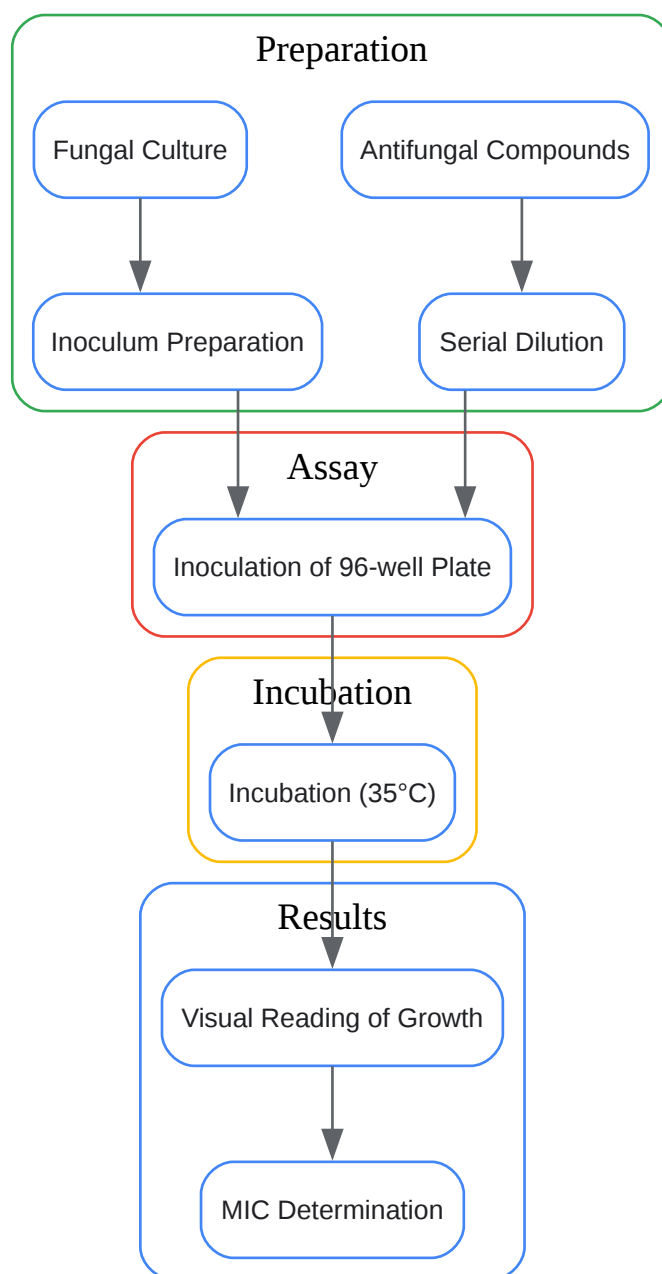 Preparation
Fungal Culture
Antifungal Compounds
Inoculum Preparation
Serial Dilution
Assay
Inoculation of 96-well Plate
Incubation
Incubation (35°C)
Results
Visual Reading of Growth
MIC Determination